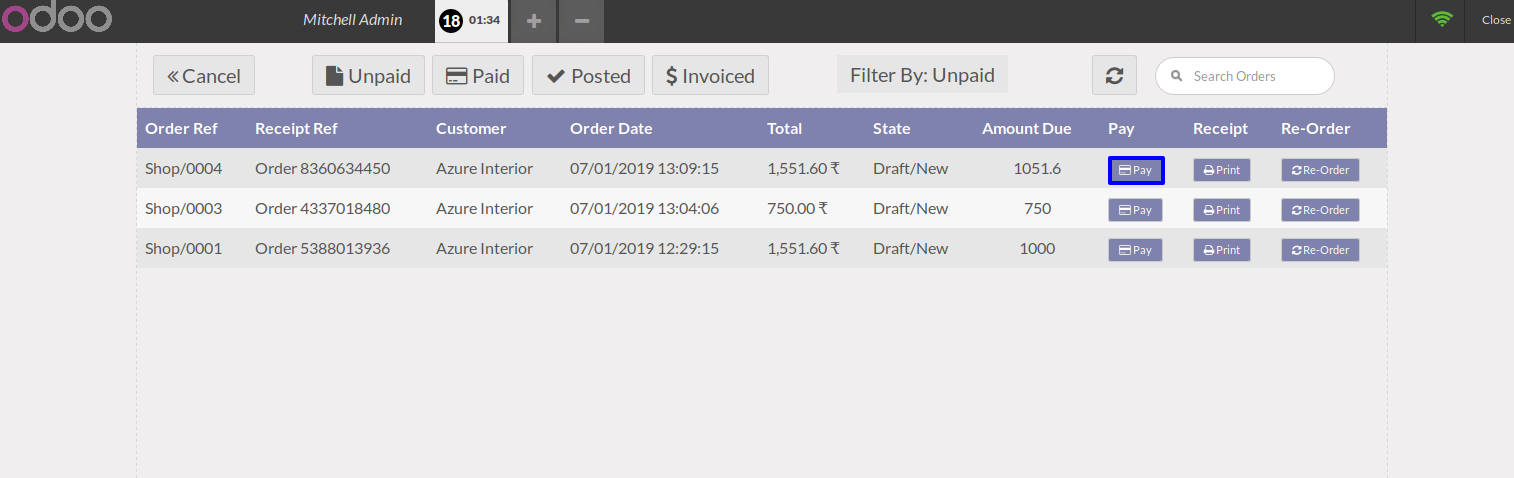 odoo Mitchell Admin 18 01:34 + − Close
Cancel Unpaid Paid Posted Invoiced Filter By: Unpaid Search Orders
Order Ref Receipt Ref Customer Order Date Total State Amount Due Pay Receipt Re-Order
Shop/0004 Order 8360634450 Azure Interior 07/01/2019 13:09:15 1,551.60 ₹ Draft/New 1051.6 Pay Print Re-Order
Shop/0003 Order 4337018480 Azure Interior 07/01/2019 13:04:06 750.00 ₹ Draft/New 750 Pay Print Re-Order
Shop/0001 Order 5388013936 Azure Interior 07/01/2019 12:29:15 1,551.60 ₹ Draft/New 1000 Pay Print Re-Order